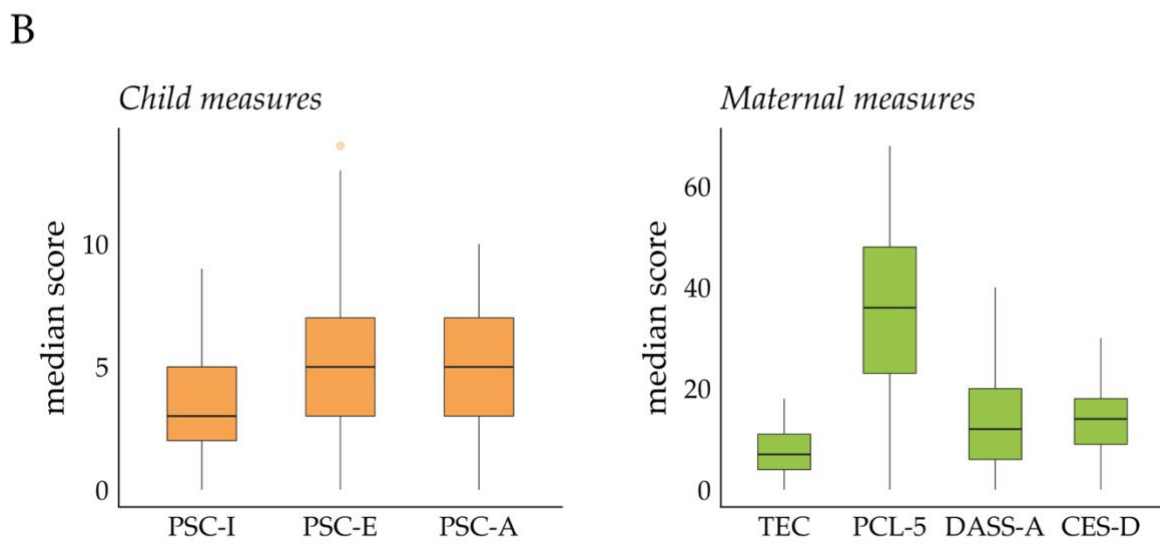 B
Child measures
median score
10
5
0
PSC-I PSC-E PSC-A
Maternal measures
median score
60
40
20
0
TEC PCL-5 DASS-A CES-D